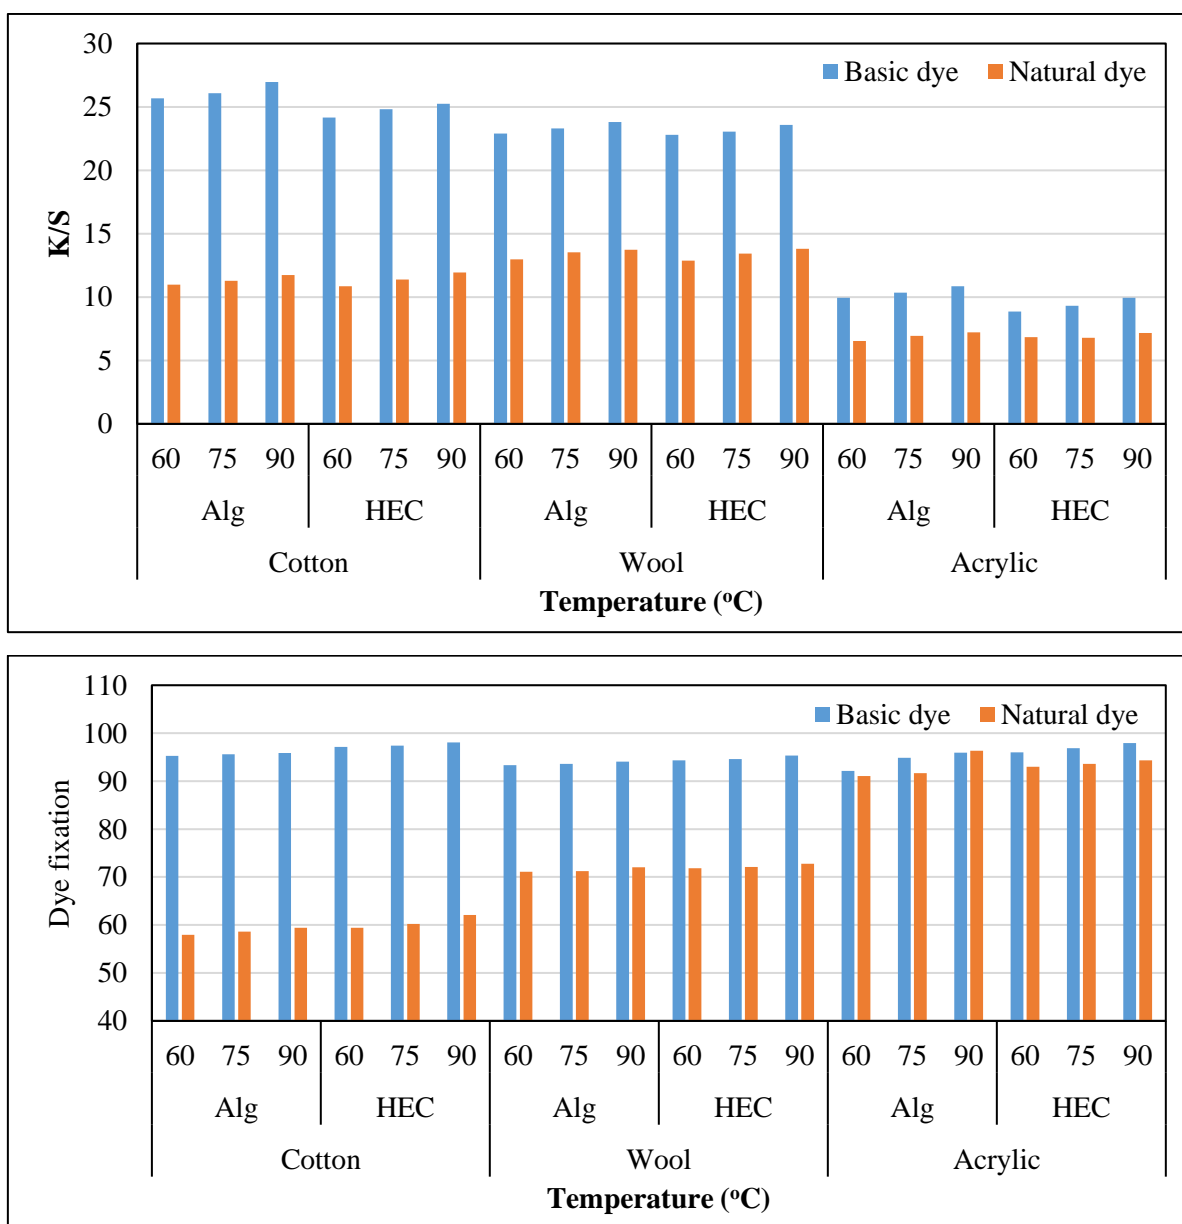 30
25
20
15
10
5
0
K/S
Basic dye Natural dye
60 75 90 60 75 90 60 75 90 60 75 90 60 75 90 60 75 90
Alg HEC Alg HEC Alg HEC
Cotton Wool Acrylic
Temperature (ᵒC)
110
100
90
80
70
60
50
40
Dye fixation
Basic dye Natural dye
60 75 90 60 75 90 60 75 90 60 75 90 60 75 90 60 75 90
Alg HEC Alg HEC Alg HEC
Cotton Wool Acrylic
Temperature (ᵒC)